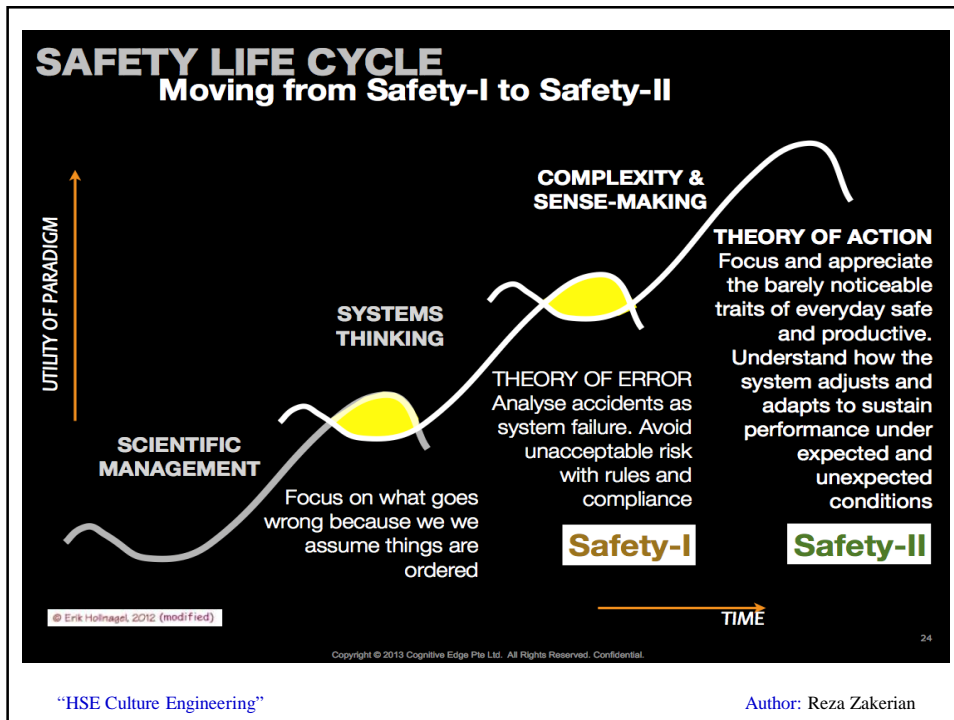 SAFETY LIFE CYCLE
Moving from Safety-I to Safety-II
UTILITY OF PARADIGM
COMPLEXITY &
SENSE-MAKING
SYSTEMS
THINKING
SCIENTIFIC
MANAGEMENT
Focus on what goes
wrong because we we
assume things are
ordered
THEORY OF ERROR
Analyse accidents as
system failure. Avoid
unacceptable risk
with rules and
compliance
Safety-I
THEORY OF ACTION
Focus and appreciate
the barely noticeable
traits of everyday safe
and productive.
Understand how the
system adjusts and
adapts to sustain
performance under
expected and
unexpected
conditions
Safety-II
© Erik Hollnagel, 2012 (modified)
TIME
24
Copyright © 2013 Cognitive Edge Pte Ltd. All Rights Reserved. Confidential.
“HSE Culture Engineering”
Author: Reza Zakerian